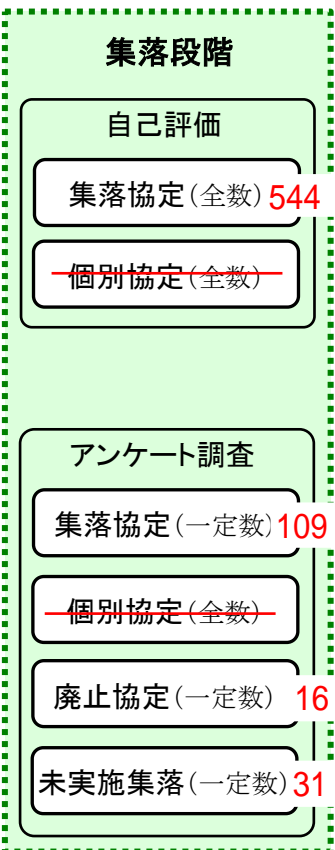 集落段階
自己評価
集落協定(全数) 544
個別協定(全数)
アンケート調査
集落協定(一定数) 109
個別協定(全数)
廃止協定(一定数) 16
未実施集落(一定数) 31